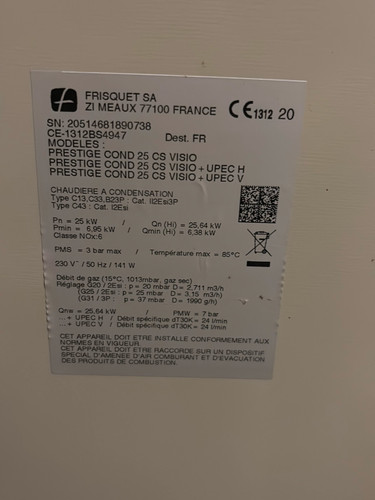 FRISQUET SA
ZI MEAUX 77100 FRANCE
CE 1312 20
SN: 20514681890738
CE-1312BS4947
Dest. FR
MODELES :
PRESTIGE COND 25 CS VISIO
PRESTIGE COND 25 CS VISIO + UPEC H
PRESTIGE COND 25 CS VISIO + UPEC V
CHAUDIERE A CONDENSATION
Type C13,C33,B23P : Cat. II2Esi3P
Type C43 : Cat. I2Esi
Pn = 25 kW / Qn (Hi) = 25,64 kW
Pmin = 6,95 kW / Qmin (Hi) = 6,38 kW
Classe NOx:6
PMS = 3 bar max / Température max = 85°C
230 V~ / 50 Hz / 141 W
Débit de gaz (15°C, 1013mbar, gaz sec)
Réglage G20 / 2Esi : p = 20 mbar D = 2,711 m3/h
(G25 / 2Esi : p = 25 mbar D = 3,15 m3/h)
(G31 / 3P : p = 37 mbar D = 1990 g/h)
Qms = 25,64 kW / PMW = 7 bar
... + UPEC H / Débit spécifique dT30K = 24 l/min
... + UPEC V / Débit spécifique dT30K = 24 l/min
CET APPAREIL DOIT ETRE INSTALLE CONFORMEMENT AUX
NORMES EN VIGUEUR.
CET APPAREIL DOIT ETRE RACCORDE SUR UN DISPOSITIF
SPECIAL D'AMENEE D'AIR COMBURANT ET D'EVACUATION
DES PRODUITS DE COMBUSTION.